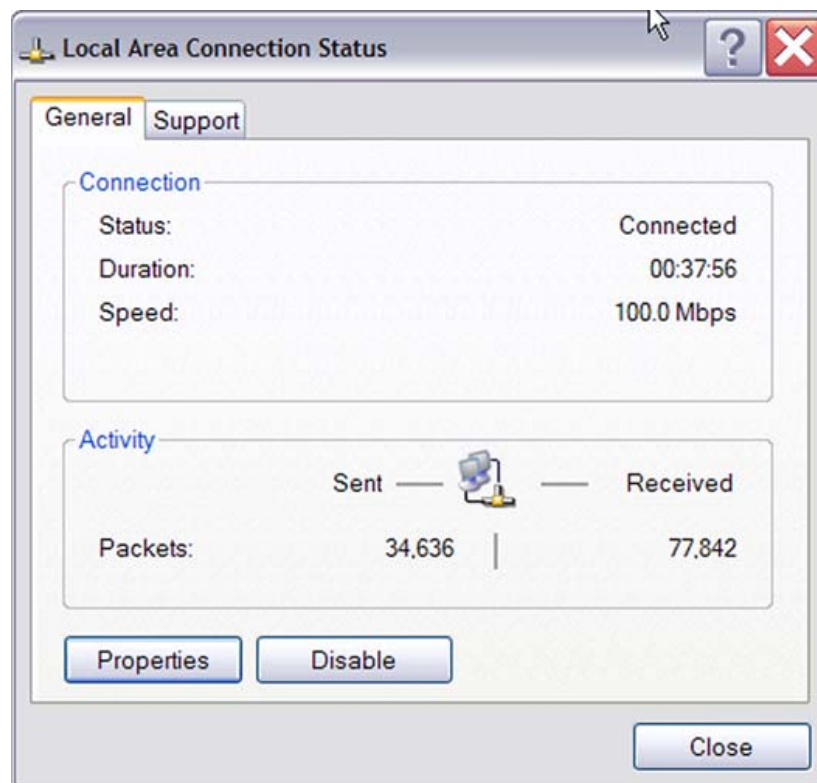 Local Area Connection Status
?
General Support
Connection
Status: Connected
Duration: 00:37:56
Speed: 100.0 Mbps
Activity
Sent Received
Packets: 34,636 77,842
Properties Disable
Close